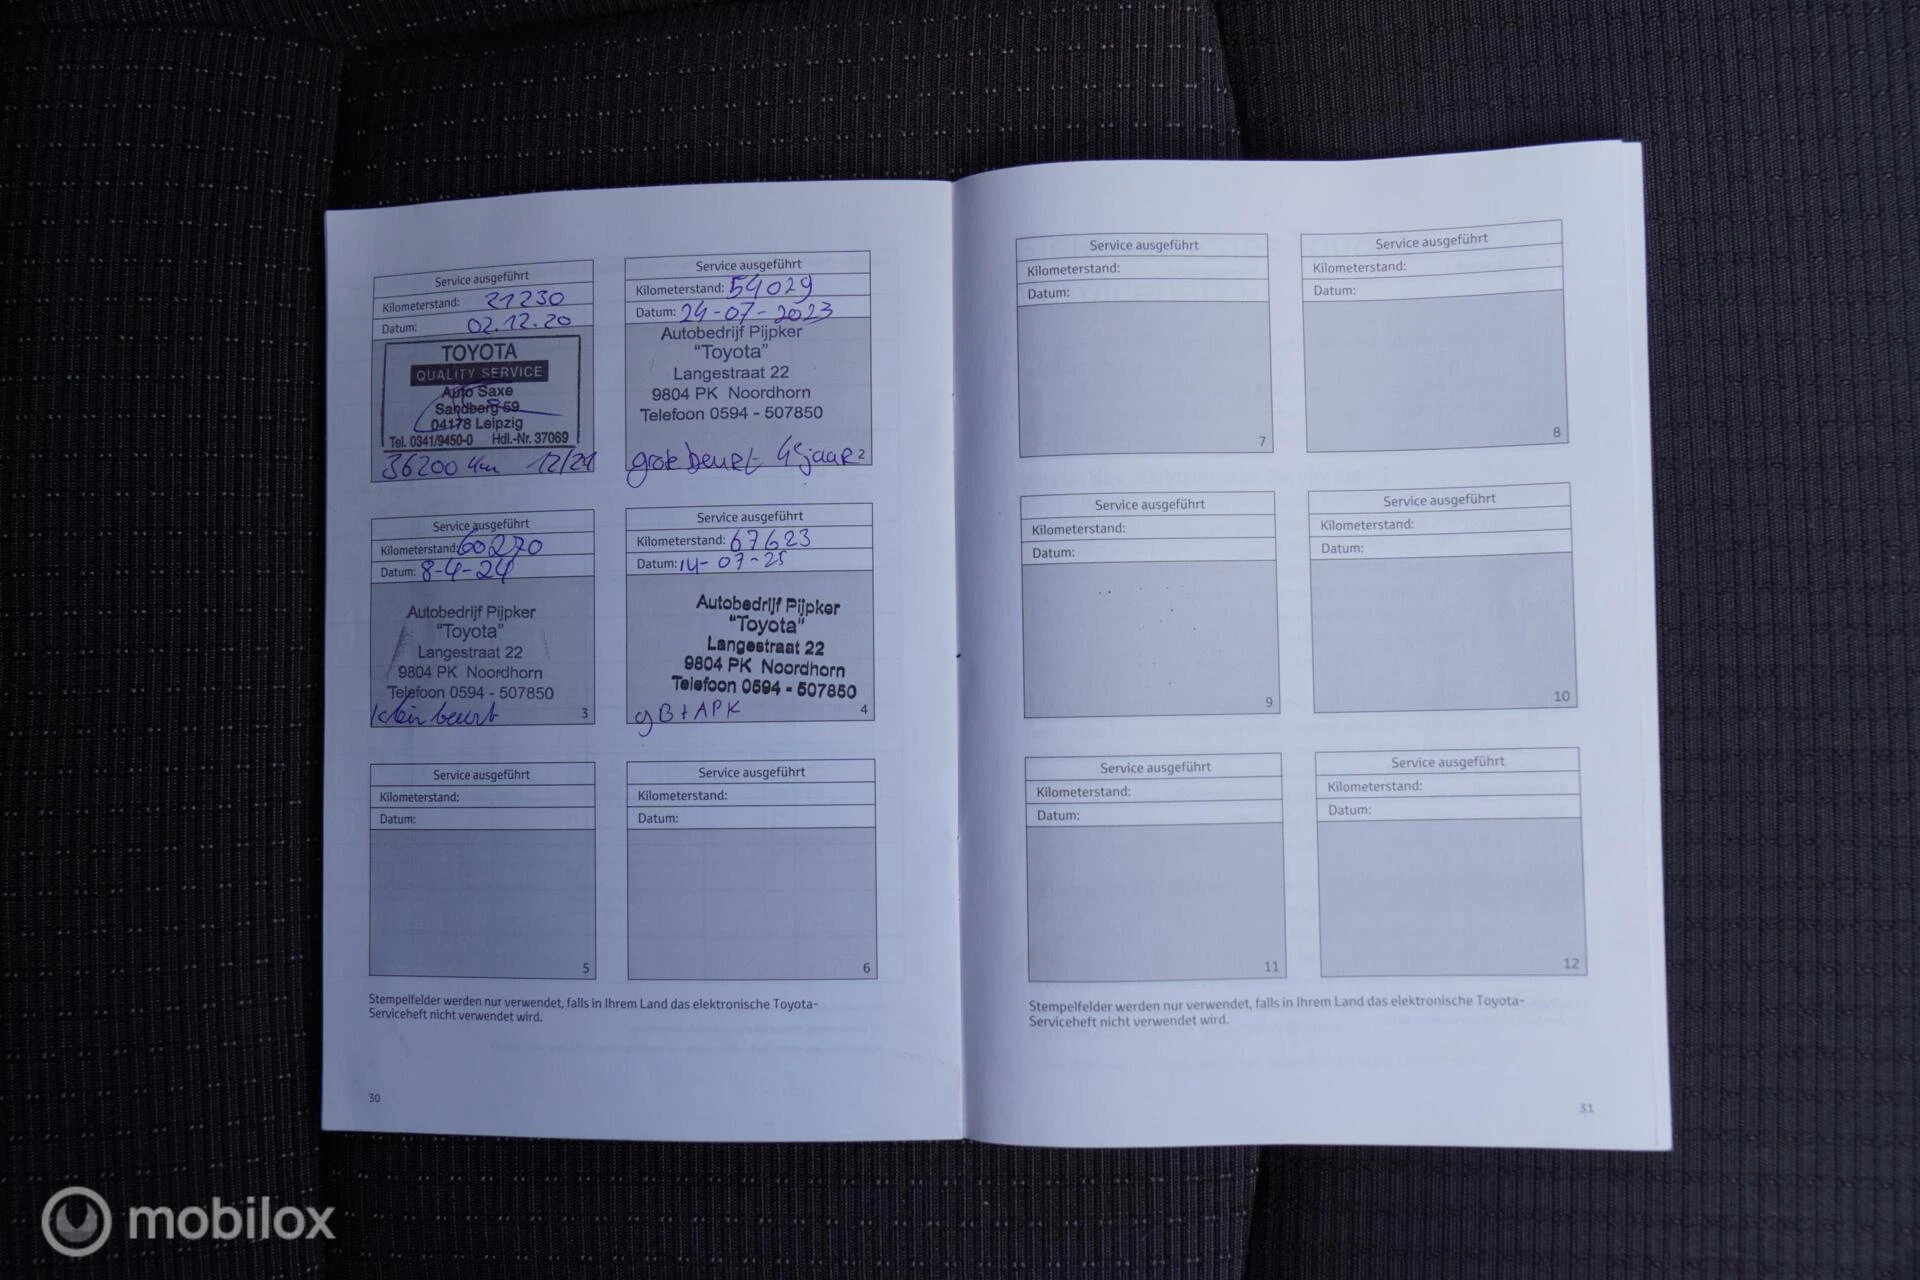 Service ausgeführt
Kilometerstand: 21230
Datum: 02.12.20
TOYOTA
QUALITY SERVICE
Auto Saxe
Sandberg 59
04178 Leipzig
Tel. 0341/9450-0 Hdl.-Nr. 37069
36200 km 12/21
Service ausgeführt
Kilometerstand: 54029
Datum: 24-07-2023
Autobedrijf Pijpker
"Toyota"
Langestraat 22
9804 PK Noordhorn
Telefoon 0594 - 507850
grote beurt 4e jaar 2
Service ausgeführt
Kilometerstand: 60270
Datum: 8-4-24
Autobedrijf Pijpker
"Toyota"
Langestraat 22
9804 PK Noordhorn
Telefoon 0594 - 507850
klein beurt 3
Service ausgeführt
Kilometerstand: 67623
Datum: 14-07-25
Autobedrijf Pijpker
"Toyota"
Langestraat 22
9804 PK Noordhorn
Telefoon 0594 - 507850
gB+APK 4
Service ausgeführt
Kilometerstand:
Datum:
5
Service ausgeführt
Kilometerstand:
Datum:
6
Stempelfelder werden nur verwendet, falls in Ihrem Land das elektronische Toyota-
Serviceheft nicht verwendet wird.
30
Service ausgeführt
Kilometerstand:
Datum:
7
Service ausgeführt
Kilometerstand:
Datum:
8
Service ausgeführt
Kilometerstand:
Datum:
9
Service ausgeführt
Kilometerstand:
Datum:
10
Service ausgeführt
Kilometerstand:
Datum:
11
Service ausgeführt
Kilometerstand:
Datum:
12
Stempelfelder werden nur verwendet, falls in Ihrem Land das elektronische Toyota-
Serviceheft nicht verwendet wird.
31
mobilox